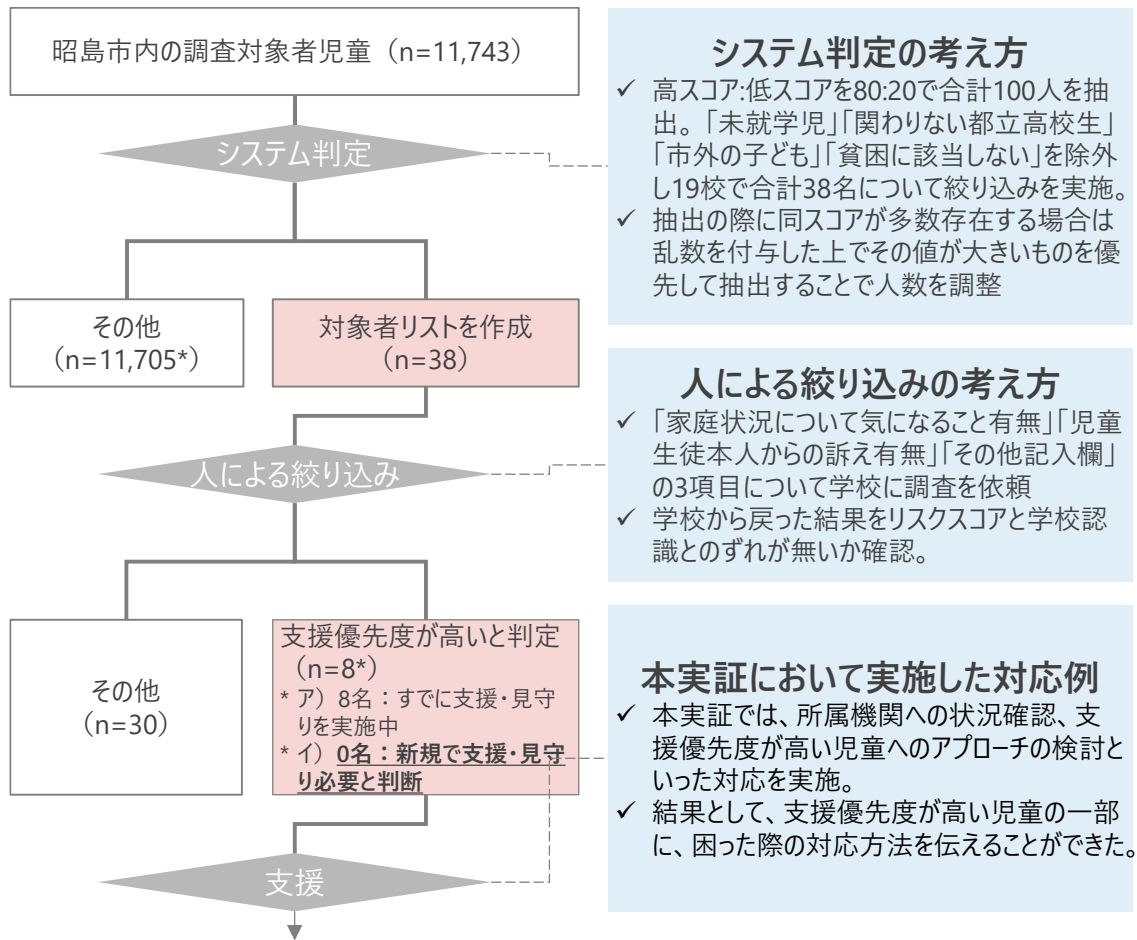 昭島市内の調査対象者児童（n=11,743）
システム判定
その他
（n=11,705*）
対象者リストを作成
（n=38）
人による絞り込み
その他
（n=30）
支援優先度が高いと判定
（n=8*）
* ア）8名：すでに支援・見守
りを実施中
* イ）0名：新規で支援・見守
り必要と判断
支援
システム判定の考え方
✓ 高スコア:低スコアを80:20で合計100人を抽
出。「未就学児」「関わりない都立高校生」
「市外の子ども」「貧困に該当しない」を除外
し19校で合計38名について絞り込みを実施。
✓ 抽出の際に同スコアが多数存在する場合は
乱数を付与した上でその値が大きいものを優
先して抽出することで人数を調整
人による絞り込みの考え方
✓ 「家庭状況について気になること有無」「児童
生徒本人からの訴え有無」「その他記入欄」
の3項目について学校に調査を依頼
✓ 学校から戻った結果をリスクスコアと学校認
識とのずれが無いか確認。
本実証において実施した対応例
✓ 本実証では、所属機関への状況確認、支
援優先度が高い児童へのアプローチの検討と
いった対応を実施。
✓ 結果として、支援優先度が高い児童の一部
に、困った際の対応方法を伝えることができた。